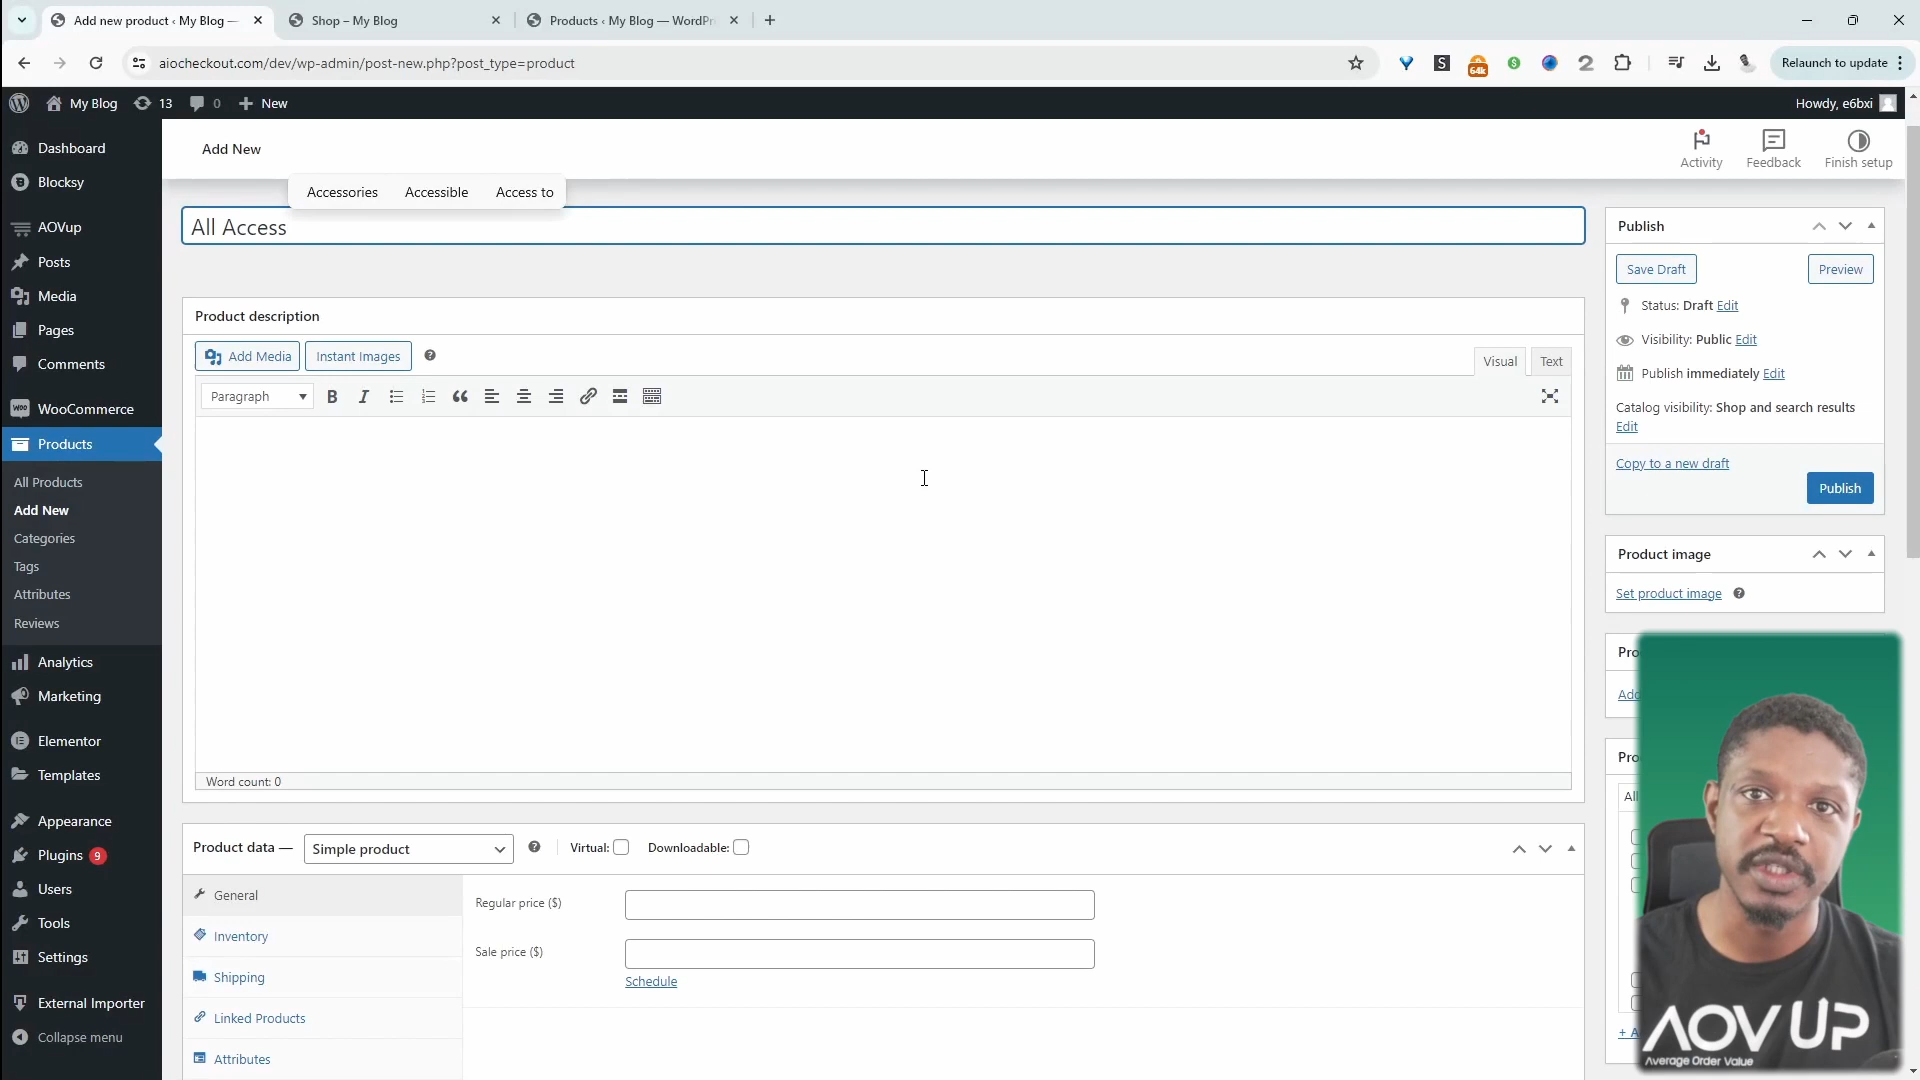 Add new product ‹ My Blog —
Shop – My Blog
Products ‹ My Blog — WordPr
aiocheckout.com/dev/wp-admin/post-new.php?post_type=product
64k
Relaunch to update
My Blog
13
0
New
Howdy, e6bxi
Dashboard
Blocksy
AOVup
Posts
Media
Pages
Comments
WooCommerce
Products
All Products
Add New
Categories
Tags
Attributes
Reviews
Analytics
Marketing
Elementor
Templates
Appearance
Plugins 9
Users
Tools
Settings
External Importer
Collapse menu
Add New
Activity
Feedback
Finish setup
Accessories Accessible Access to
All Access
Product description
Add Media
Instant Images
Visual
Text
Paragraph
Word count: 0
Product data —
Simple product
Virtual:
Downloadable:
General
Inventory
Shipping
Linked Products
Attributes
Regular price ($)
Sale price ($)
Schedule
Publish
Save Draft
Preview
Status: Draft Edit
Visibility: Public Edit
Publish immediately Edit
Catalog visibility: Shop and search results
Edit
Copy to a new draft
Publish
Product image
Set product image
Pro
Add
Pro
All
+ A
AOVUP
Average Order Value